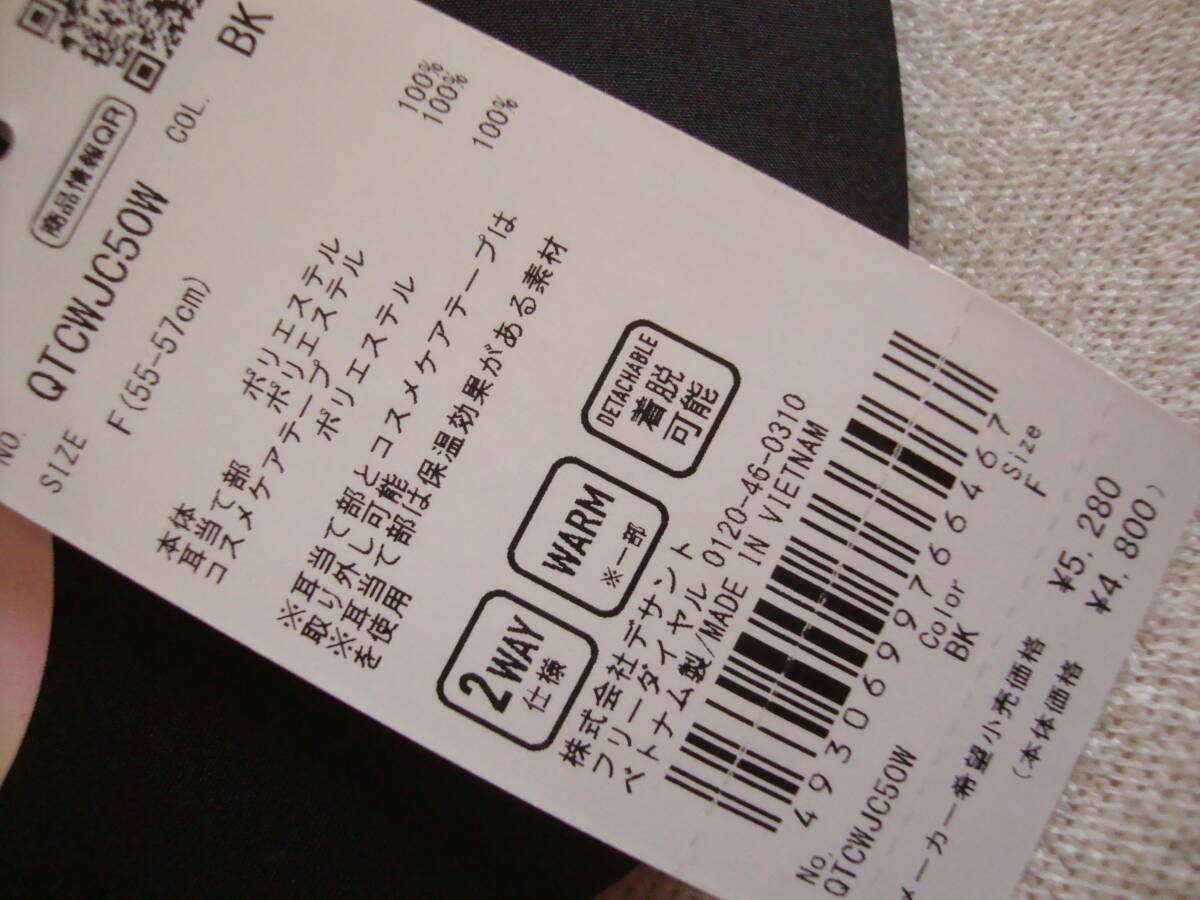 商品情報QR
NO. QTCWJC50W COL. BK
SIZE F(55-57cm)
本体 ポリエステル 100%
耳当て部 ポリエステル 100%
コスメケアテープ
ポリエステル 100%
※耳当て部とコスメケアテープは
取り外し可能
※耳当て部は保温効果がある素材
を使用
2WAY
仕様
WARM
※一部
DETACHABLE
着脱
可能
株式会社デサント
フリーダイヤル 0120-46-0310
ベトナム製/MADE IN VIETNAM
4930699766467
No. Color Size
QTCWJC50W BK F
メーカー希望小売価格 ¥5,280
(本体価格 ¥4,800)